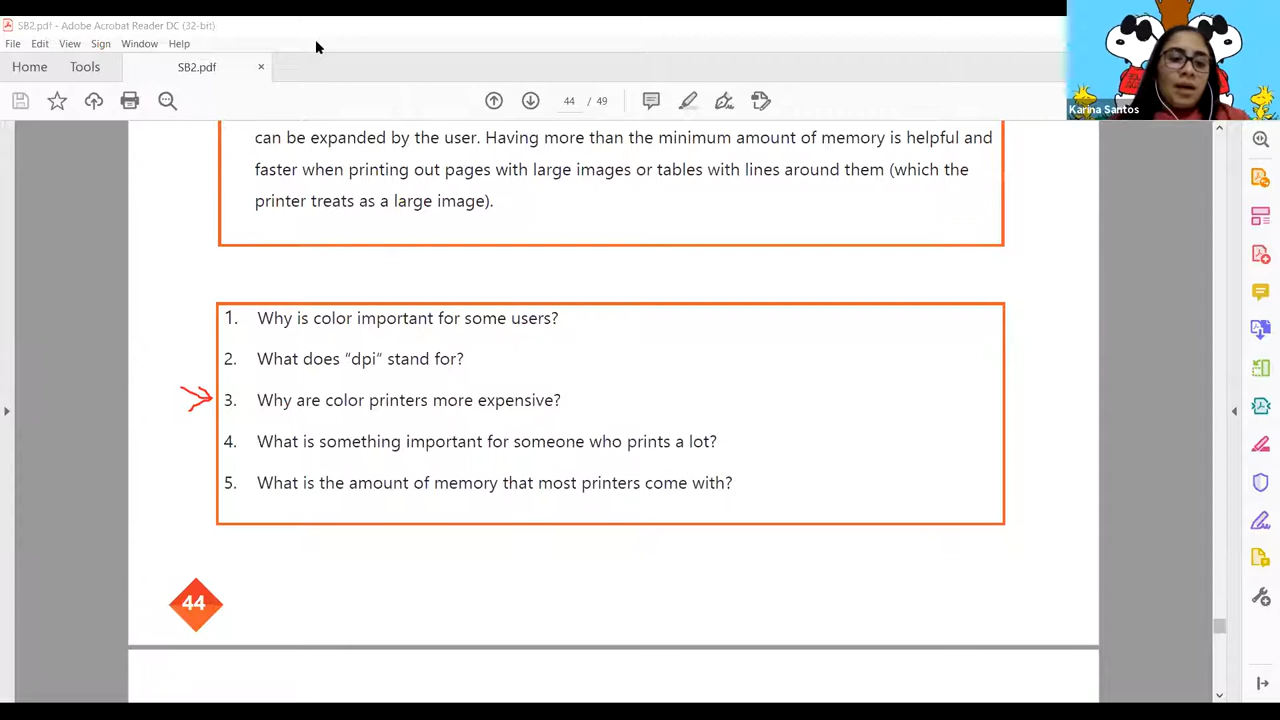 SB2.pdf - Adobe Acrobat Reader DC (32-bit)
File Edit View Sign Window Help
Home Tools SB2.pdf ×
44 / 49
Karina Santos
can be expanded by the user. Having more than the minimum amount of memory is helpful and
faster when printing out pages with large images or tables with lines around them (which the
printer treats as a large image).
1. Why is color important for some users?
2. What does "dpi" stand for?
3. Why are color printers more expensive?
4. What is something important for someone who prints a lot?
5. What is the amount of memory that most printers come with?
44